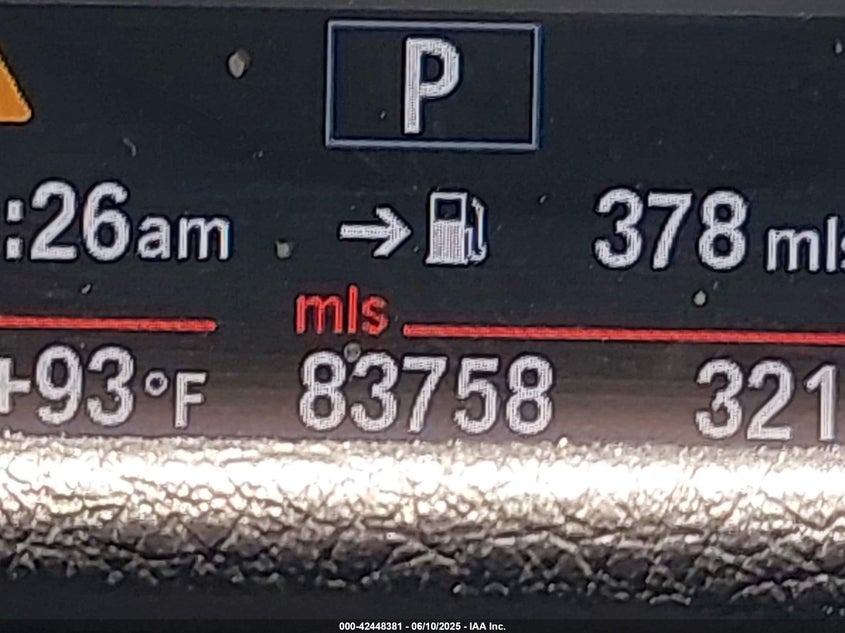 P
:26am
378 mls
mls
+93°F
83758
321
000-42448381 - 06/10/2025 - IAA Inc.